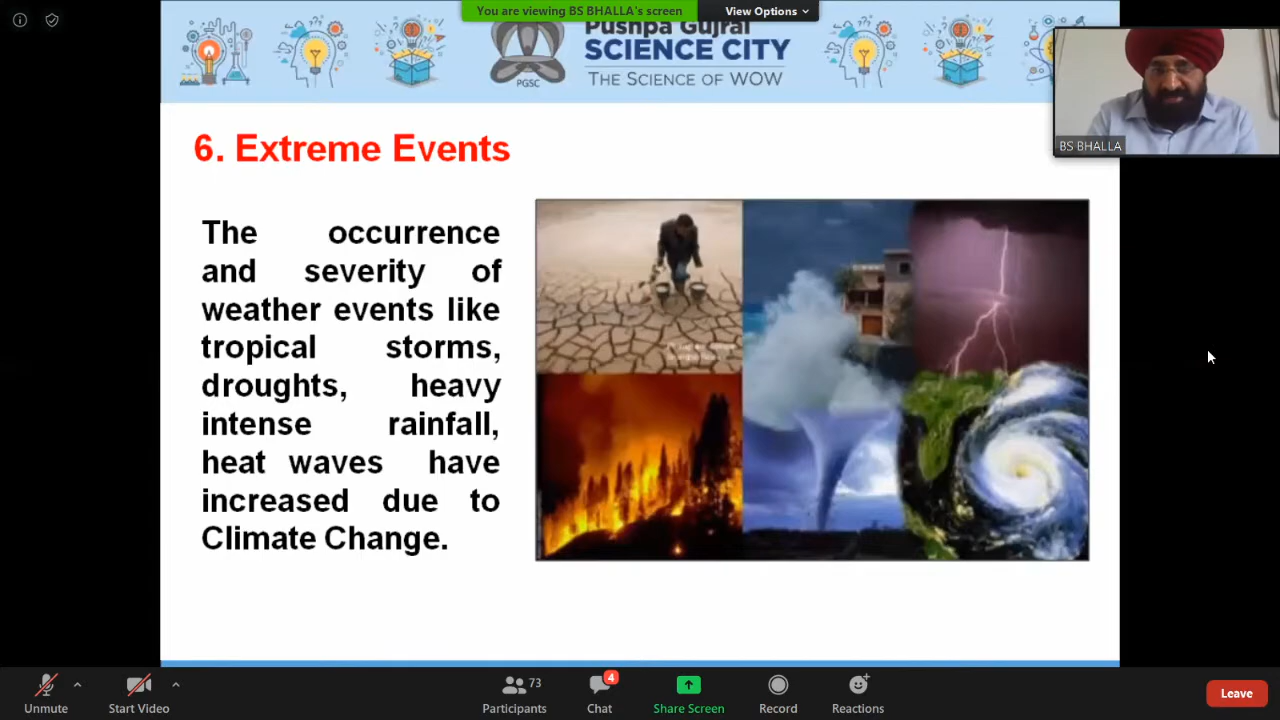 You are viewing BS BHALLA's screen
View Options
Pushpa Gujral
SCIENCE CITY
THE SCIENCE OF WOW
PGSC
BS BHALLA
6. Extreme Events
The occurrence
and severity of
weather events like
tropical storms,
droughts, heavy
intense rainfall,
heat waves have
increased due to
Climate Change.
Unmute
Start Video
73
Participants
4
Chat
Share Screen
Record
Reactions
Leave